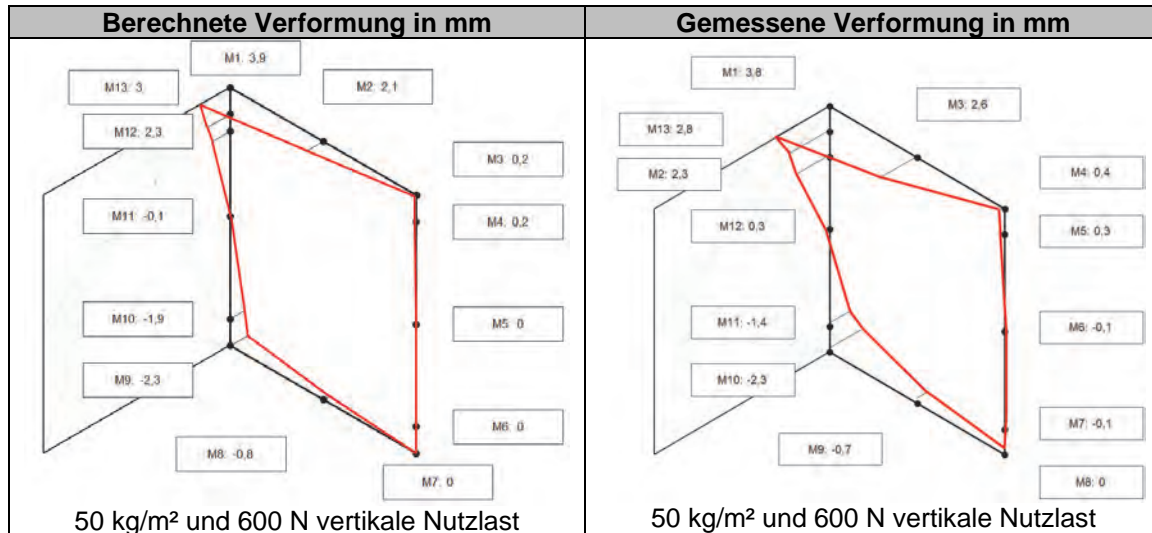 Berechnete Verformung in mm
M1: 3,9
M13: 3
M2: 2,1
M12: 2,3
M3: 0,2
M11: -0,1
M4: 0,2
M10: -1,9
M5: 0
M9: -2,3
M6: 0
M8: -0,8
M7: 0
50 kg/m² und 600 N vertikale Nutzlast
Gemessene Verformung in mm
M1: 3,8
M3: 2,6
M13: 2,8
M2: 2,3
M4: 0,4
M12: 0,3
M5: 0,3
M11: -1,4
M6: -0,1
M10: -2,3
M7: -0,1
M9: -0,7
M8: 0
50 kg/m² und 600 N vertikale Nutzlast